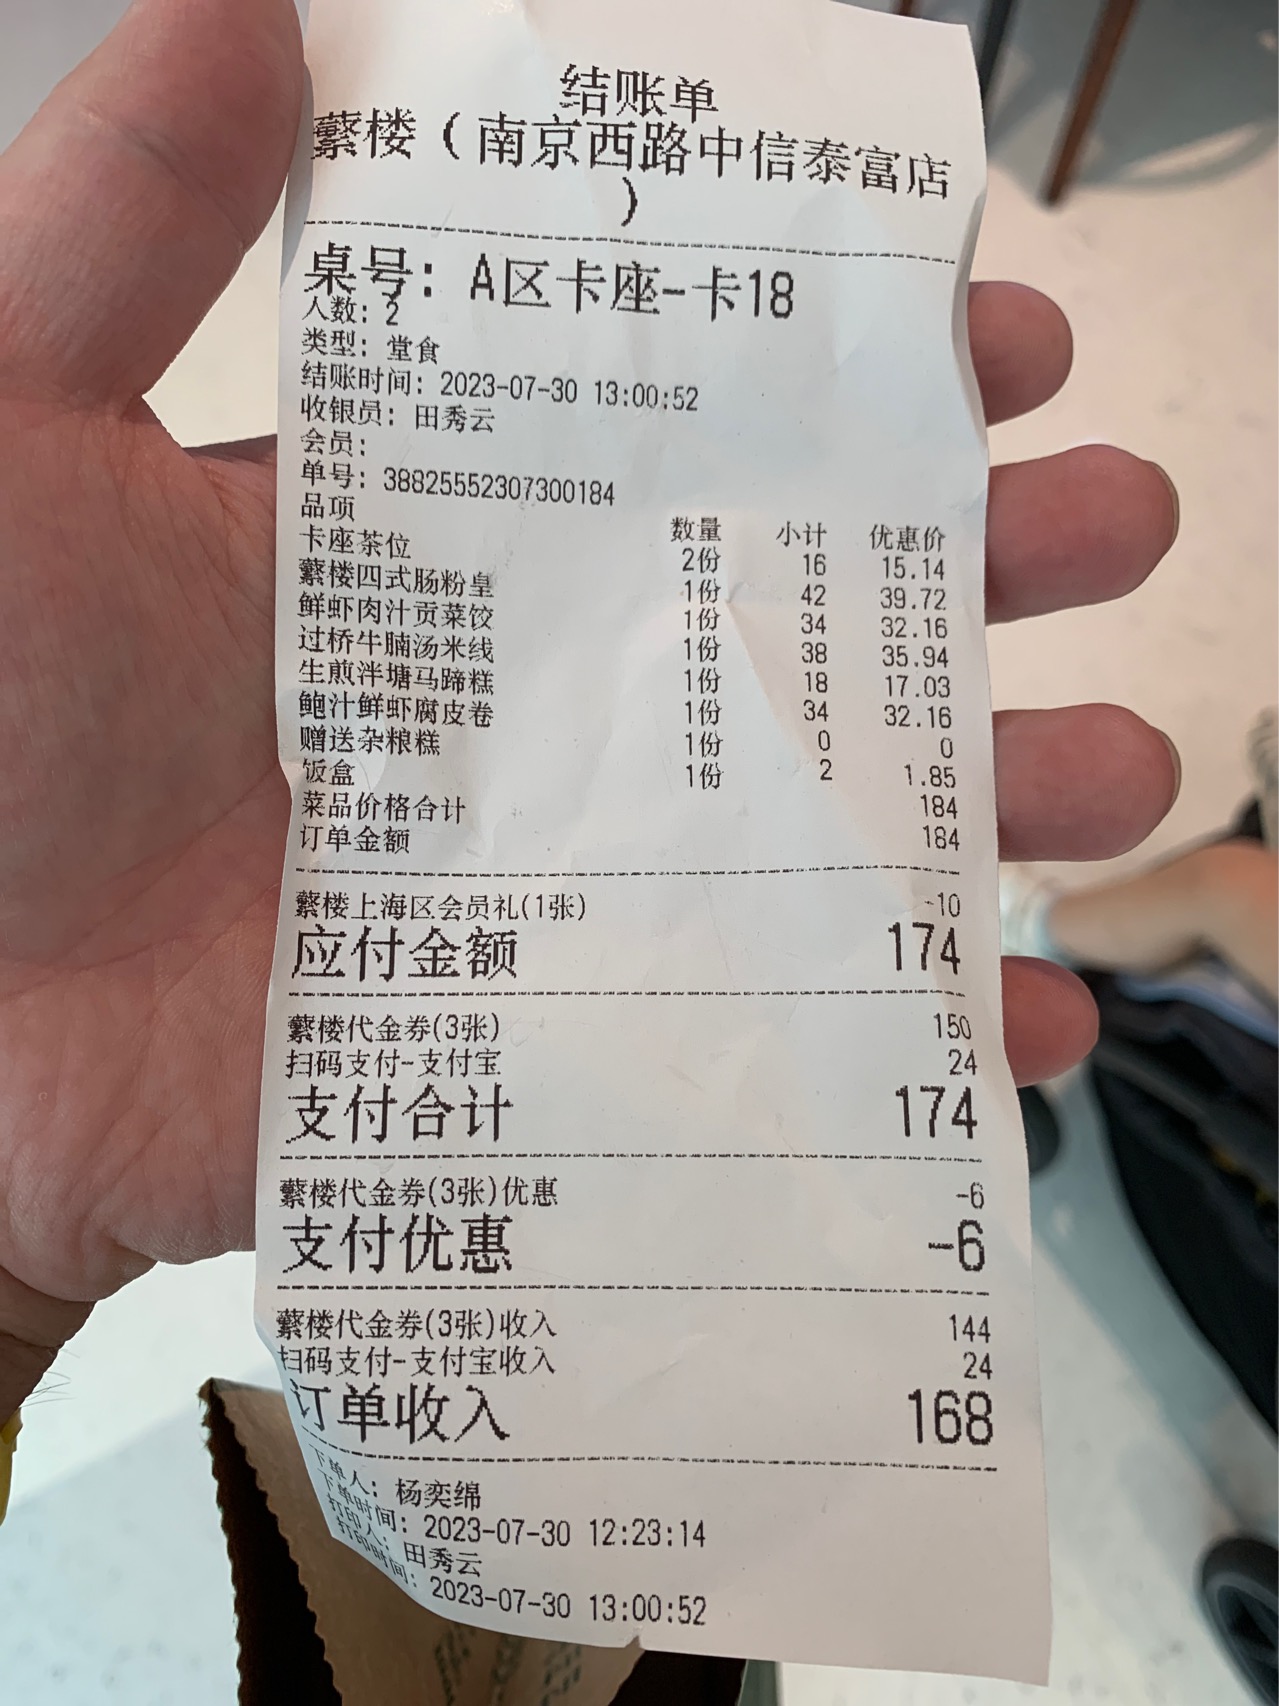 结账单
蘩楼（南京西路中信泰富店
）
桌号：A区卡座-卡18
人数：2
类型：堂食
结账时间：2023-07-30 13:00:52
收银员：田秀云
会员：
单号：388255552307300184
品项 数量 小计 优惠价
卡座茶位 2份 16 15.14
蘩楼四式肠粉皇 1份 42 39.72
鲜虾肉汁贡菜饺 1份 34 32.16
过桥牛腩汤米线 1份 38 35.94
生煎泮塘马蹄糕 1份 18 17.03
鲍汁鲜虾腐皮卷 1份 34 32.16
赠送杂粮糕 1份 0 0
饭盒 1份 2 1.85
菜品价格合计 184
订单金额 184
蘩楼上海区会员礼(1张) -10
应付金额 174
蘩楼代金券(3张) 150
扫码支付-支付宝 24
支付合计 174
蘩楼代金券(3张)优惠 -6
支付优惠 -6
蘩楼代金券(3张)收入 144
扫码支付-支付宝收入 24
订单收入 168
下单人：杨奕绵
下单时间：2023-07-30 12:23:14
打印人：田秀云
打印时间：2023-07-30 13:00:52